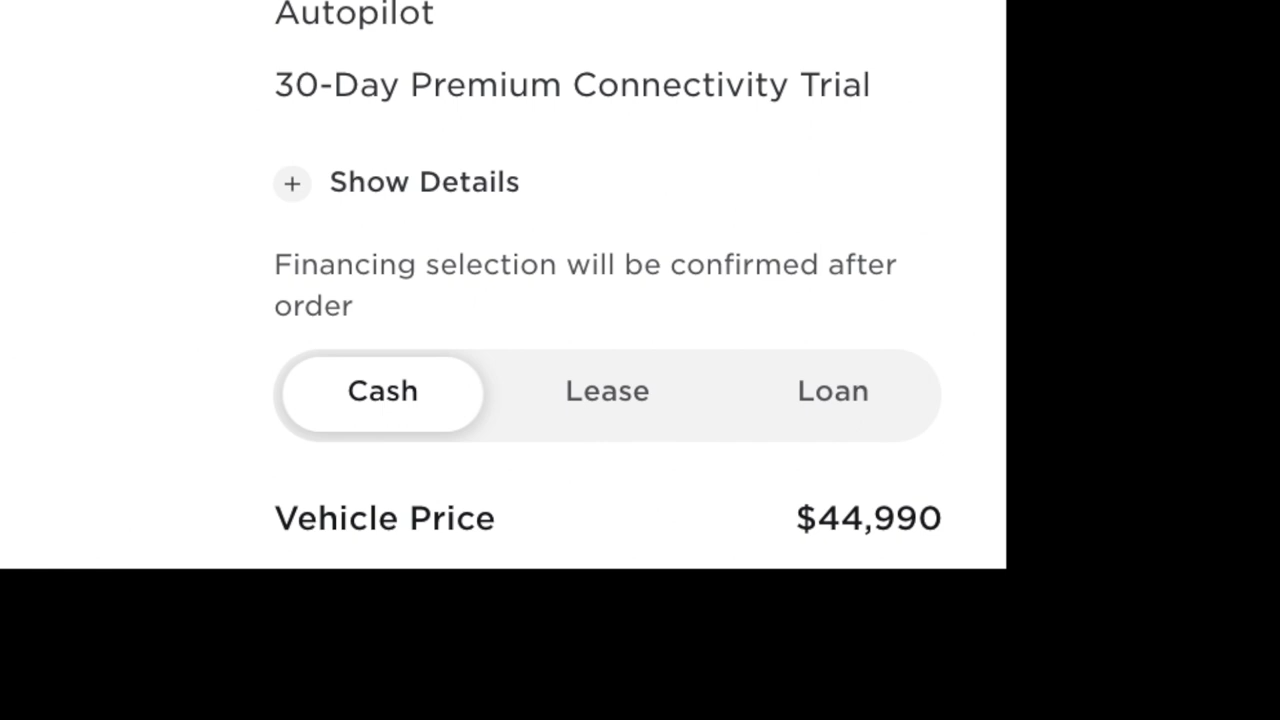 Autopilot
30-Day Premium Connectivity Trial
+ Show Details
Financing selection will be confirmed after
order
Cash Lease Loan
Vehicle Price $44,990